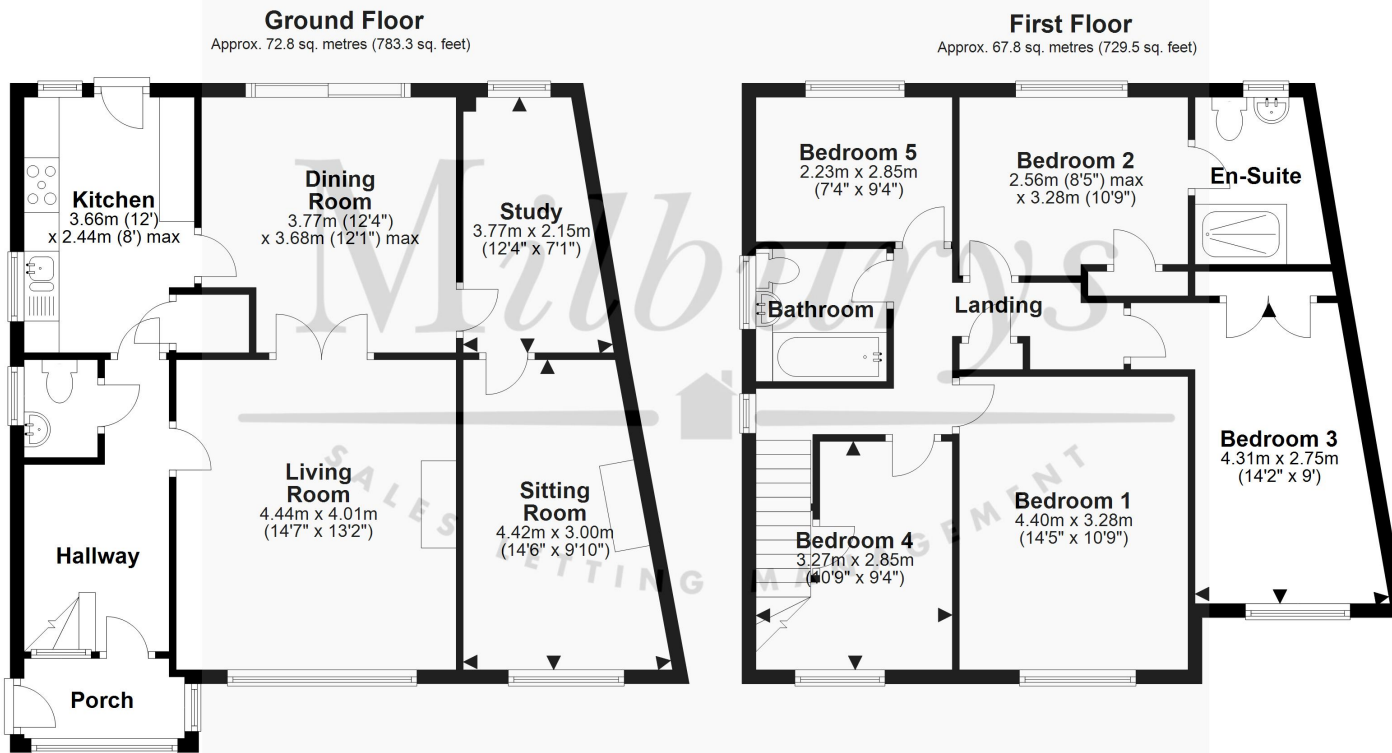 Ground Floor
Approx. 72.8 sq. metres (783.3 sq. feet)
Kitchen
3.66m (12')
x 2.44m (8') max
Dining
Room
3.77m (12'4")
x 3.68m (12'1") max
Study
3.77m x 2.15m
(12'4" x 7'1")
Living
Room
4.44m x 4.01m
(14'7" x 13'2")
Sitting
Room
4.42m x 3.00m
(14'6" x 9'10")
Hallway
Porch
First Floor
Approx. 67.8 sq. metres (729.5 sq. feet)
Bedroom 5
2.23m x 2.85m
(7'4" x 9'4")
Bedroom 2
2.56m (8'5") max
x 3.28m (10'9")
En-Suite
Bathroom
Landing
Bedroom 3
4.31m x 2.75m
(14'2" x 9')
Bedroom 1
4.40m x 3.28m
(14'5" x 10'9")
Bedroom 4
3.27m x 2.85m
(10'9" x 9'4")
Milburys
SALES LETTING MANAGEMENT